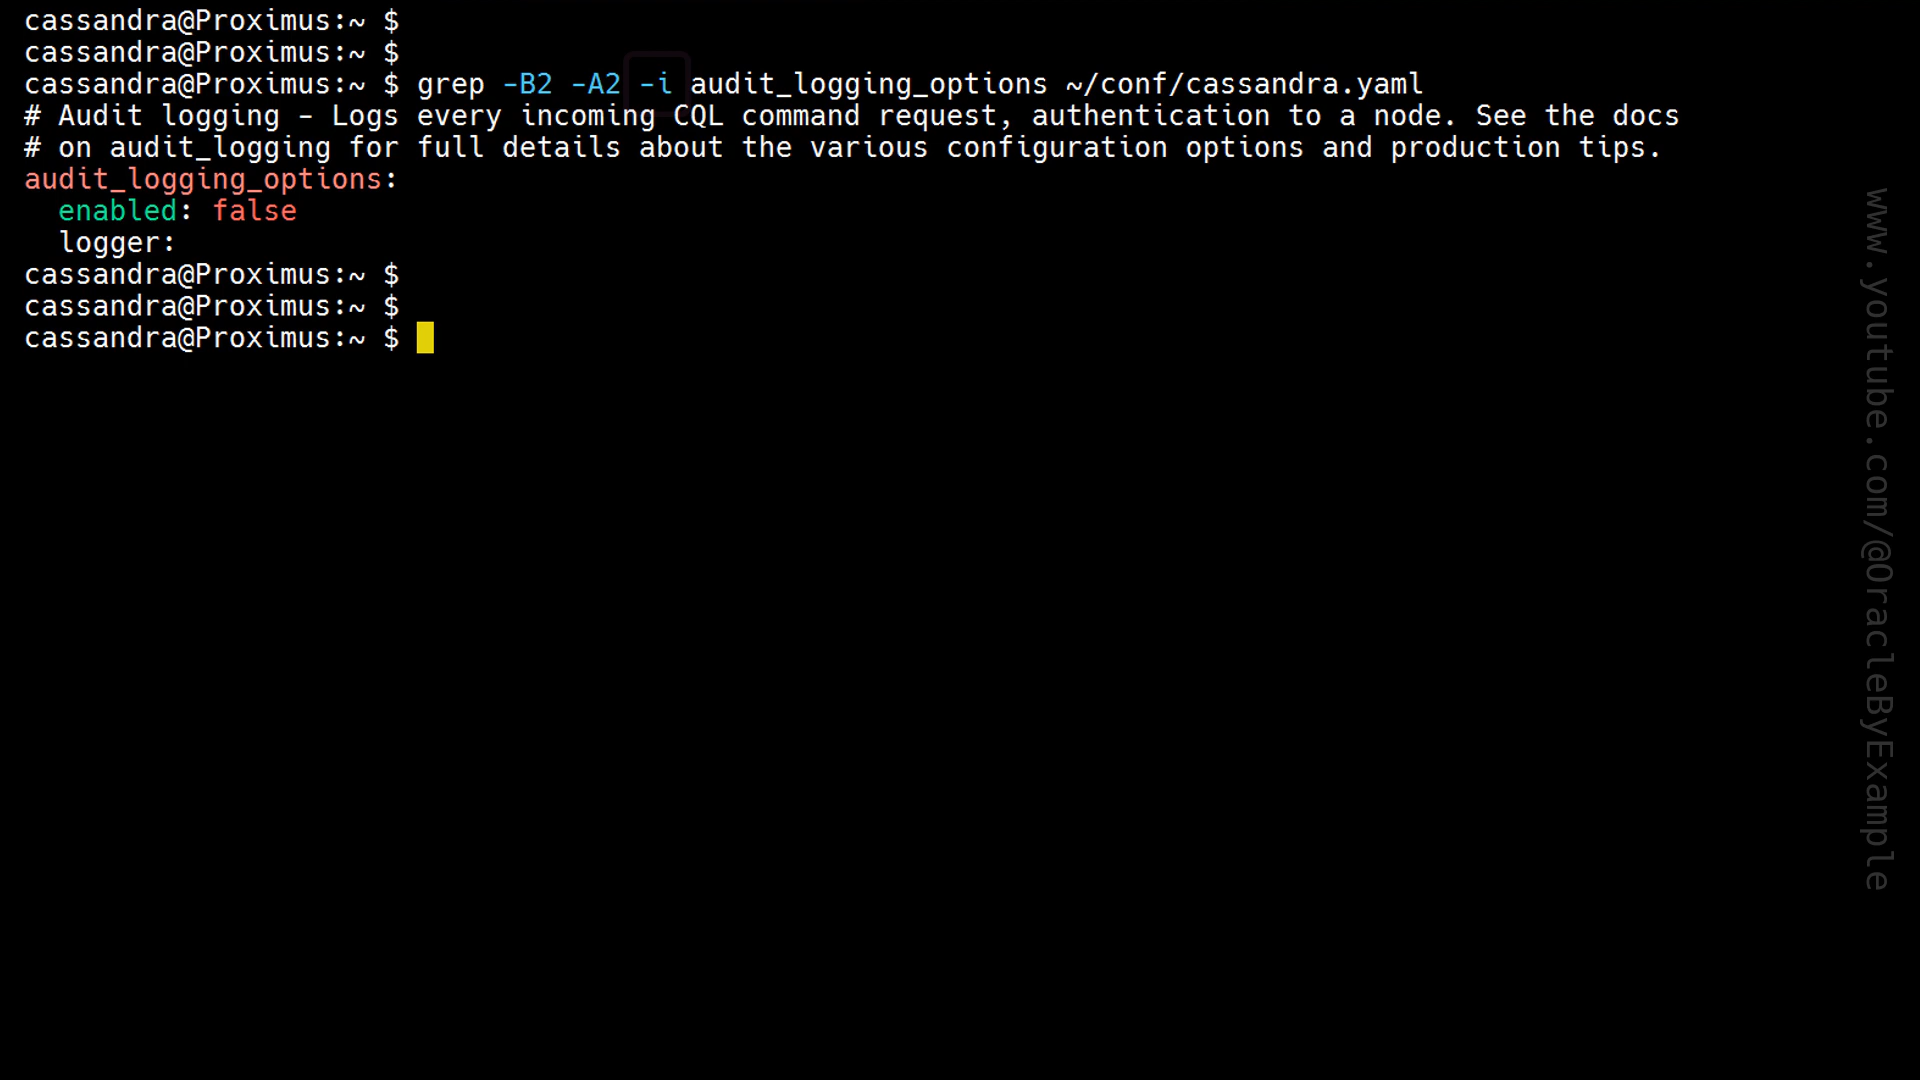 cassandra@Proximus:~ $
cassandra@Proximus:~ $
cassandra@Proximus:~ $ grep -B2 -A2 -i audit_logging_options ~/conf/cassandra.yaml
# Audit logging - Logs every incoming CQL command request, authentication to a node. See the docs
# on audit_logging for full details about the various configuration options and production tips.
audit_logging_options:
  enabled: false
  logger:
cassandra@Proximus:~ $
cassandra@Proximus:~ $
cassandra@Proximus:~ $
www.youtube.com/@OracleByExample